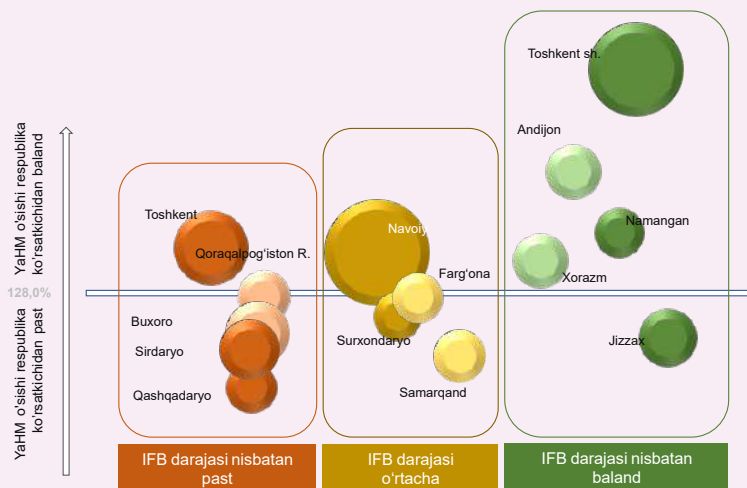 Toshkent sh.
Andijon
Toshkent
Navoiy
Namangan
Qoraqalpog‘iston R.
Farg‘ona
Xorazm
128,0%
Buxoro
Surxondaryo
Jizzax
Sirdaryo
Qashqadaryo
Samarqand
YaHM o‘sishi respublika
ko‘rsatkichidan baland
YaHM o‘sishi respublika
ko‘rsatkichidan past
IFB darajasi nisbatan
past
IFB darajasi
o‘rtacha
IFB darajasi nisbatan
baland